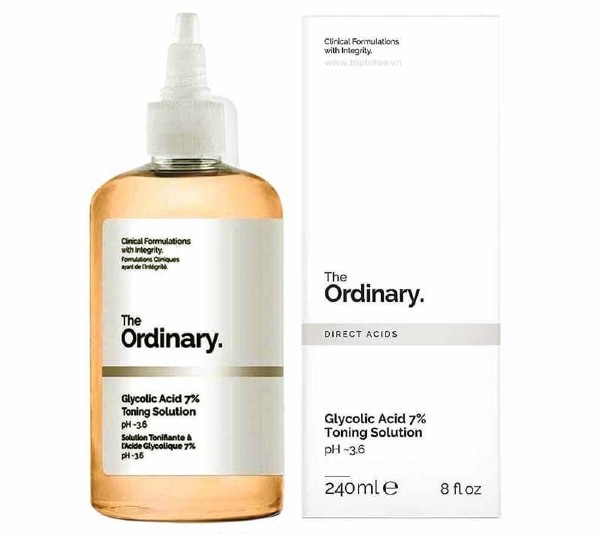 Clinical Formulations
with Integrity.
Formulations Cliniques
ayant de l'Intégrité.
The
Ordinary.
Glycolic Acid 7%
Toning Solution
pH ~3.6
Solution Tonifiante à
l'Acide Glycolique 7%
pH ~3.6
Clinical Formulations
with Integrity.
www.toptotoe.vn
The
Ordinary.
DIRECT ACIDS
Glycolic Acid 7%
Toning Solution
pH ~3.6
240ml e 8 fl oz